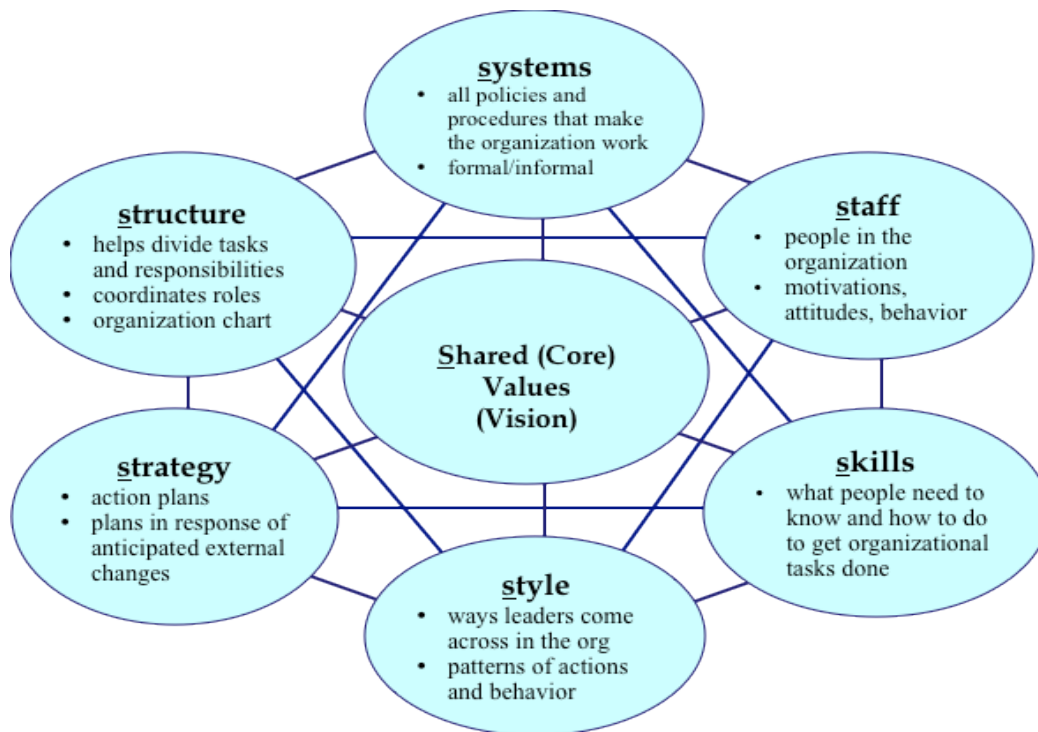 systems
• all policies and
procedures that make
the organization work
• formal/informal
structure
• helps divide tasks
and responsibilities
• coordinates roles
• organization chart
staff
• people in the
organization
• motivations,
attitudes, behavior
Shared (Core)
Values
(Vision)
strategy
• action plans
• plans in response of
anticipated external
changes
skills
• what people need to
know and how to do
to get organizational
tasks done
style
• ways leaders come
across in the org
• patterns of actions
and behavior